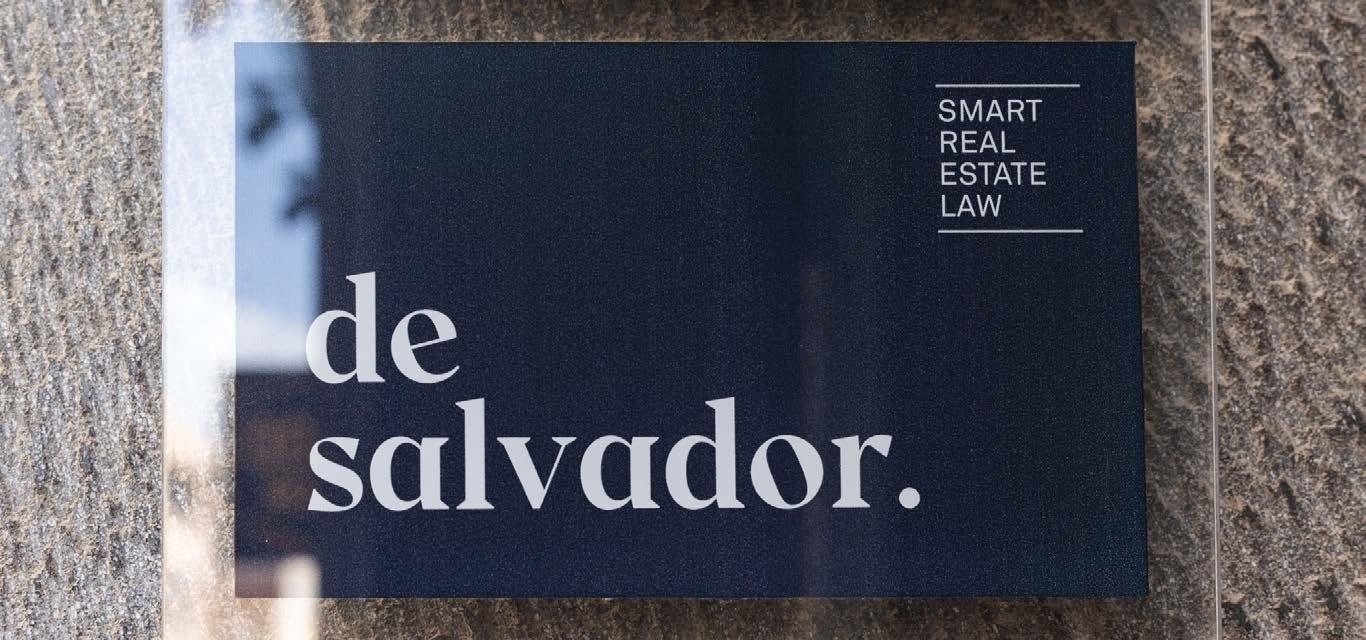 SMART
REAL
ESTATE
LAW
de
salvador.